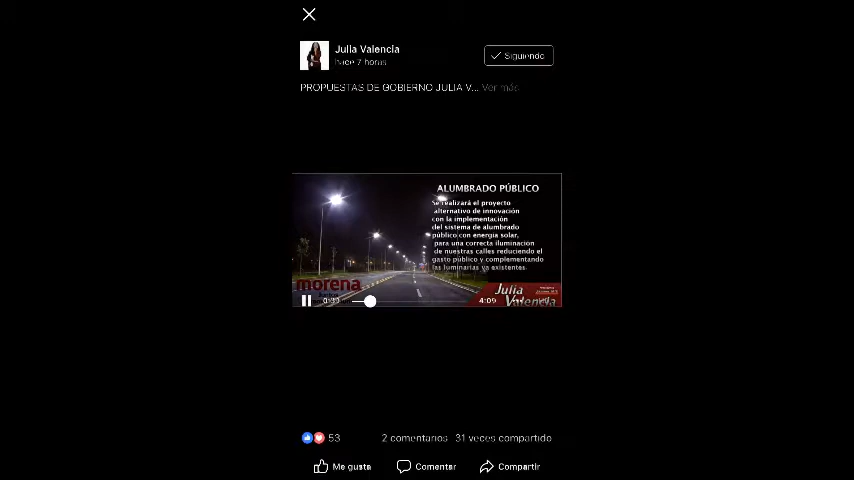 Julia Valencia
hace 7 horas
Siguiendo
PROPUESTAS DE GOBIERNO JULIA V... Ver más
ALUMBRADO PÚBLICO
Se realizará el proyecto
alternativo de innovación
con la implementación
del sistema de alumbrado
público con energía solar,
para una correcta iluminación
de nuestras calles reduciendo el
gasto público y complementando
las luminarias ya existentes.
morena
Julia
Valencia
0:30
4:09
53
2 comentarios 31 veces compartido
Me gusta
Comentar
Compartir